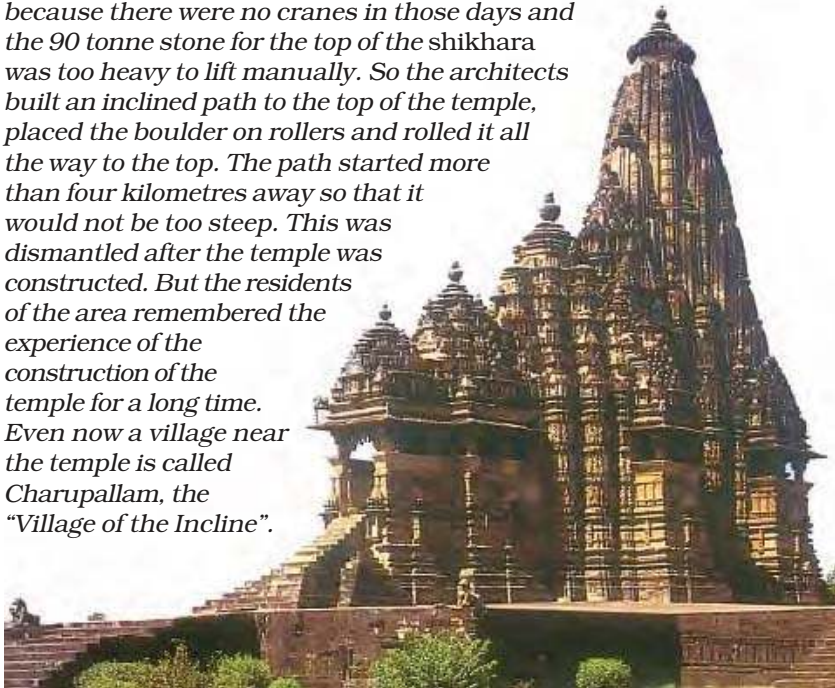 because there were no cranes in those days and
the 90 tonne stone for the top of the shikhara
was too heavy to lift manually. So the architects
built an inclined path to the top of the temple,
placed the boulder on rollers and rolled it all
the way to the top. The path started more
than four kilometres away so that it
would not be too steep. This was
dismantled after the temple was
constructed. But the residents
of the area remembered the
experience of the
construction of the
temple for a long time.
Even now a village near
the temple is called
Charupallam, the
“Village of the Incline”.